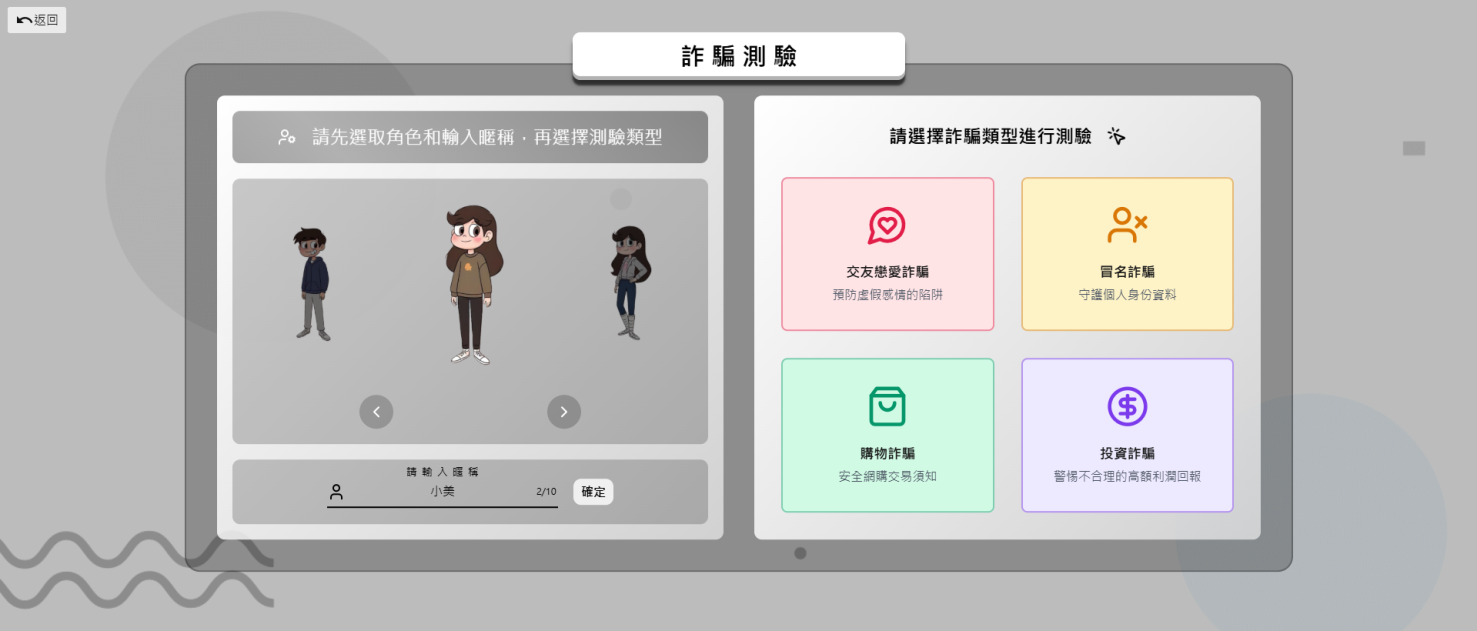 返回
詐騙測驗
請先選取角色和輸入暱稱，再選擇測驗類型
請輸入暱稱
小美
2/10
確定
請選擇詐騙類型進行測驗
交友戀愛詐騙
預防虛假感情的陷阱
冒名詐騙
守護個人身份資料
購物詐騙
安全網購交易須知
投資詐騙
警惕不合理的高額利潤回報